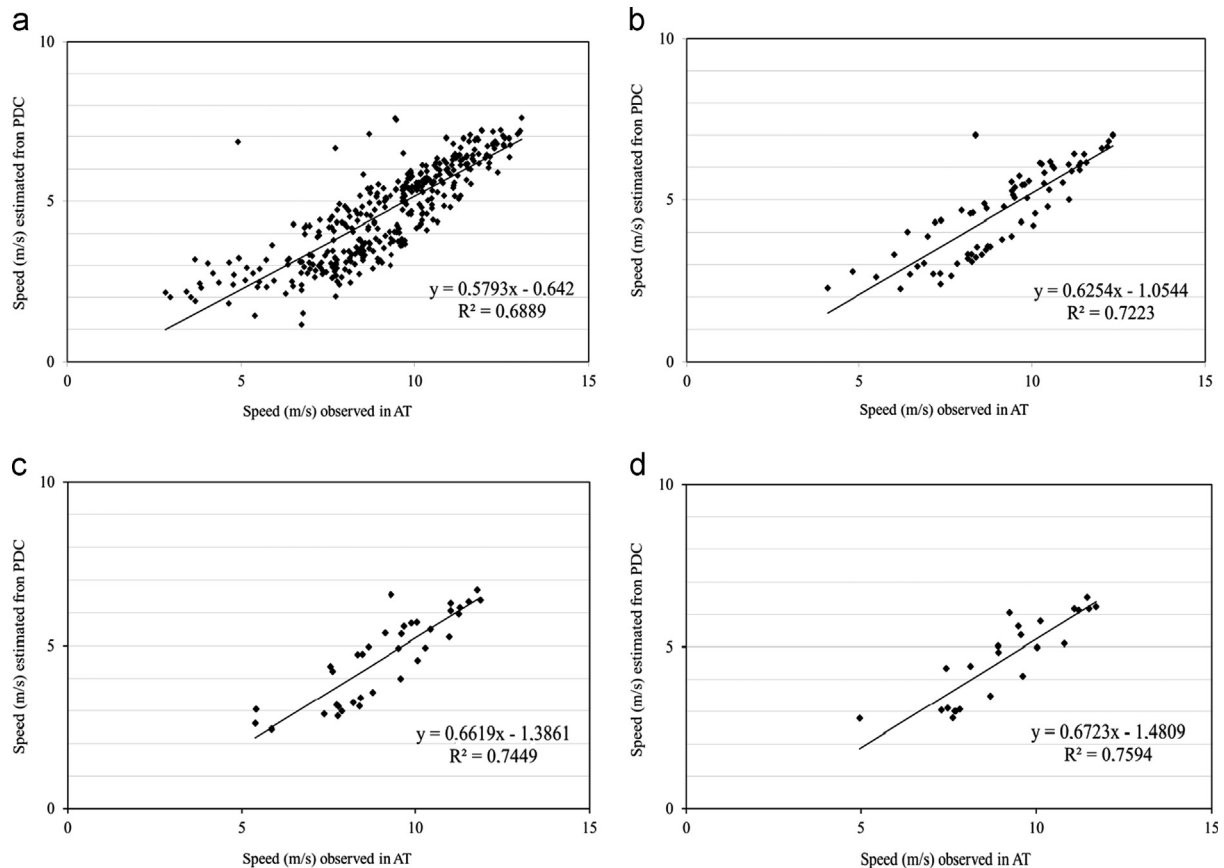 a
10
5
0
0 5 10 15
Speed (m/s) estimated fron PDC
Speed (m/s) observed in AT
y = 0.5793x - 0.642
R² = 0.6889
b
10
5
0
0 5 10 15
Speed (m/s) estimated fron PDC
Speed (m/s) observed in AT
y = 0.6254x - 1.0544
R² = 0.7223
c
10
5
0
0 5 10 15
Speed (m/s) estimated fron PDC
Speed (m/s) observed in AT
y = 0.6619x - 1.3861
R² = 0.7449
d
10
5
0
0 5 10 15
Speed (m/s) estimated fron PDC
Speed (m/s) observed in AT
y = 0.6723x - 1.4809
R² = 0.7594